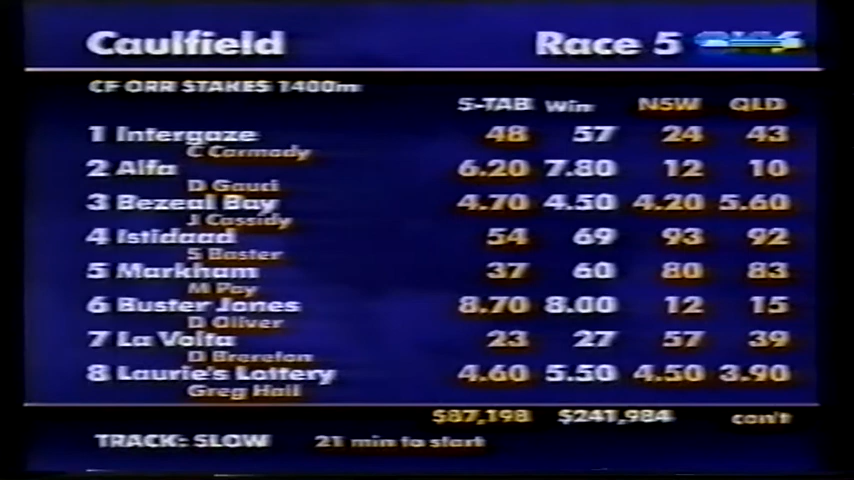 Caulfield Race 5
CF ORR STAKES 1400m
S-TAB Win NSW QLD
1 Intergaze 48 57 24 43
C Carmody
2 Alfa 6.20 7.80 12 10
D Gauci
3 Bezeal Bay 4.70 4.50 4.20 5.60
J Cassidy
4 Istidaad 54 69 93 92
S Baster
5 Markham 37 60 80 83
M Pay
6 Buster Jones 8.70 8.00 12 15
D Oliver
7 La Volta 23 27 57 39
D Brereton
8 Laurie's Lottery 4.60 5.50 4.50 3.90
Greg Hall
$87,198 $241,984 con't
TRACK: SLOW 21 min to start